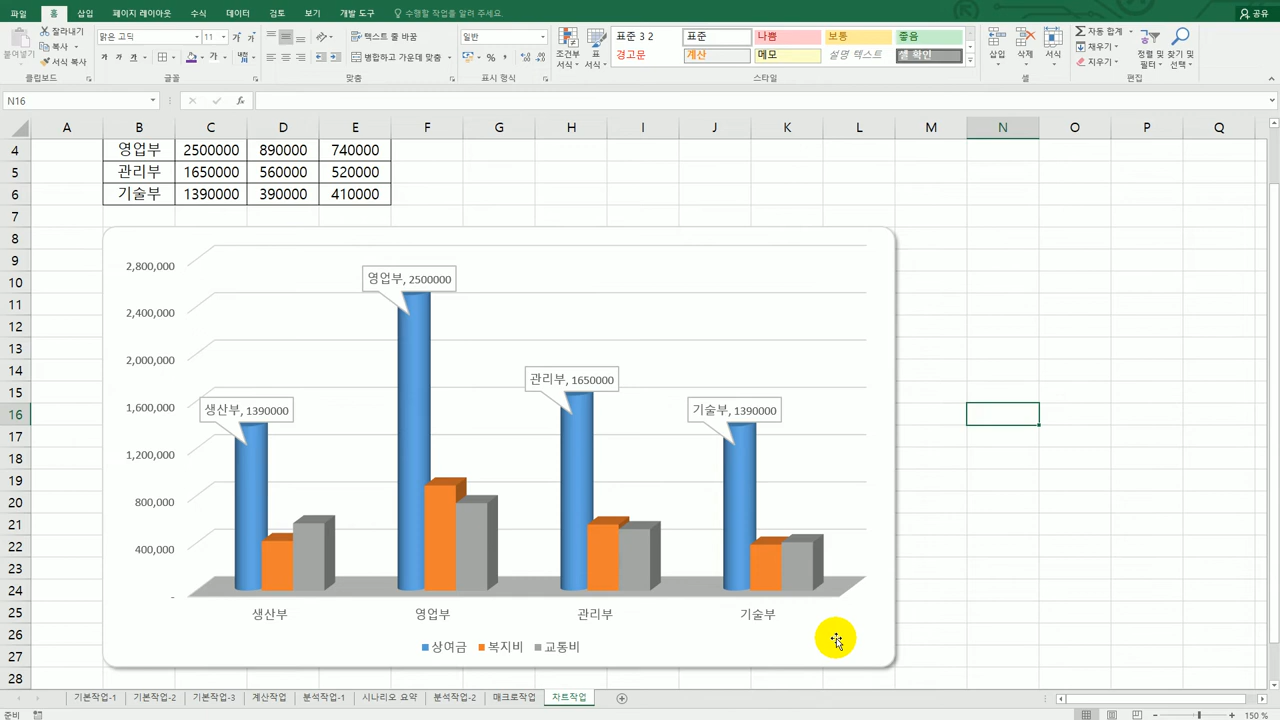 파일 홈 삽입 페이지 레이아웃 수식 데이터 검토 보기 개발 도구 수행할 작업을 알려 주세요. 공유
붙여넣기 잘라내기 복사 서식 복사
맑은 고딕 11 가 가
가 가 가
텍스트 줄 바꿈
병합하고 가운데 맞춤
일반
조건부 서식 표 서식
표준 3 2 표준 나쁨 보통 좋음
경고문 계산 메모 설명 텍스트 셀 확인
삽입 삭제 서식
자동 합계 채우기 지우기 정렬 및 필터 찾기 및 선택
클립보드 글꼴 맞춤 표시 형식 스타일 셀 편집
N16 fx
A B C D E F G H I J K L M N O P Q
4 영업부 2500000 890000 740000
5 관리부 1650000 560000 520000
6 기술부 1390000 390000 410000
7
8
9
10
11
12
13
14
15
16
17
18
19
20
21
22
23
24
25
26
27
28
2,800,000
2,400,000
2,000,000
1,600,000
1,200,000
800,000
400,000
-
영업부, 2500000
관리부, 1650000
생산부, 1390000
기술부, 1390000
생산부 영업부 관리부 기술부
상여금 복지비 교통비
기본작업-1 기본작업-2 기본작업-3 계산작업 분석작업-1 시나리오 요약 분석작업-2 매크로작업 차트작업
준비 150 %